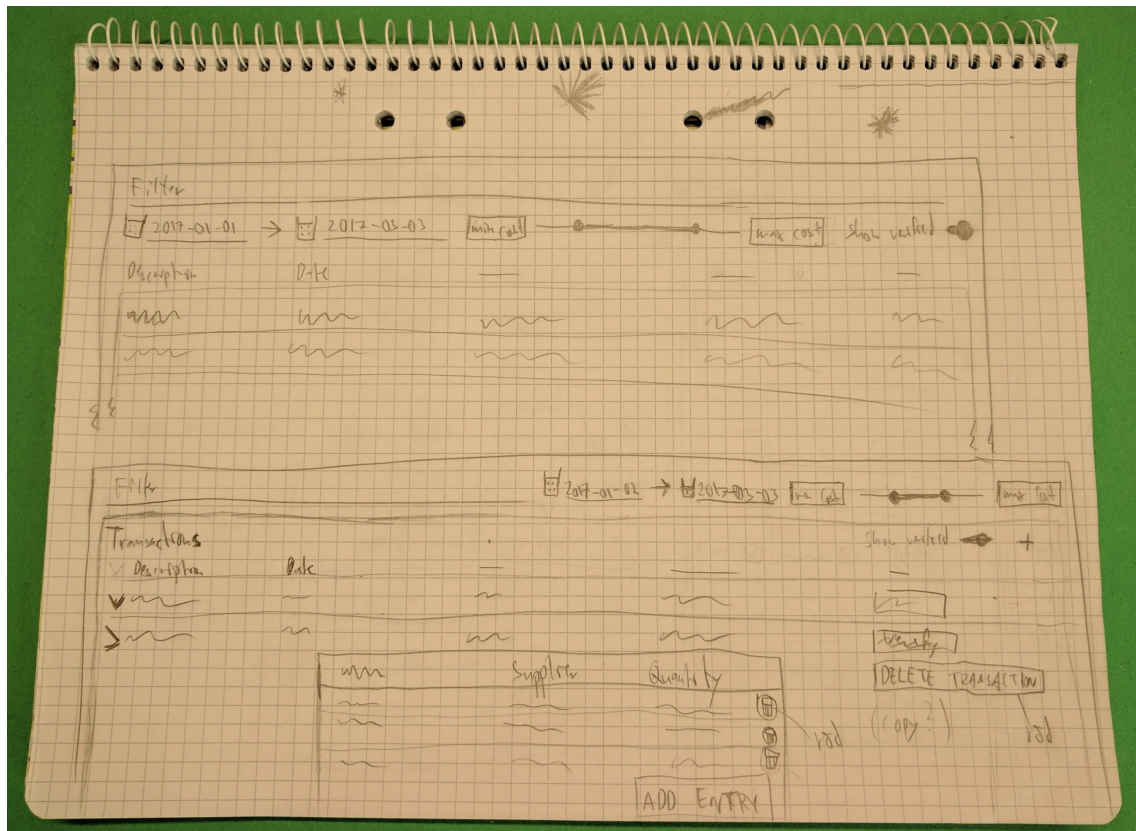 Filter
2017-01-01 → 2017-03-03 min cost max cost show verified
Description Date
Filter
2017-01-02 → 2017-03-03 min cost max cost
Transactions show verified +
Description Date
Supplier Quantity
DELETE TRANSACTION
(copy?)
red red
ADD ENTRY